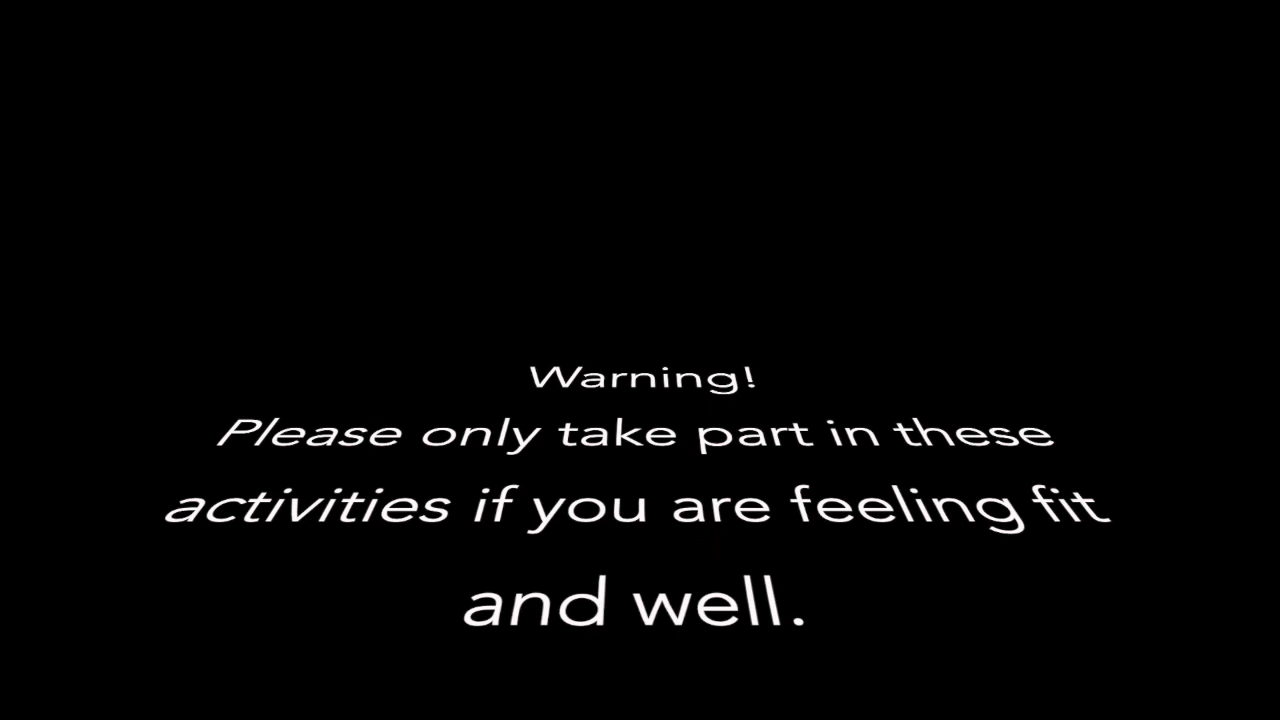 Warning!
Please only take part in these
activities if you are feeling fit
and well.